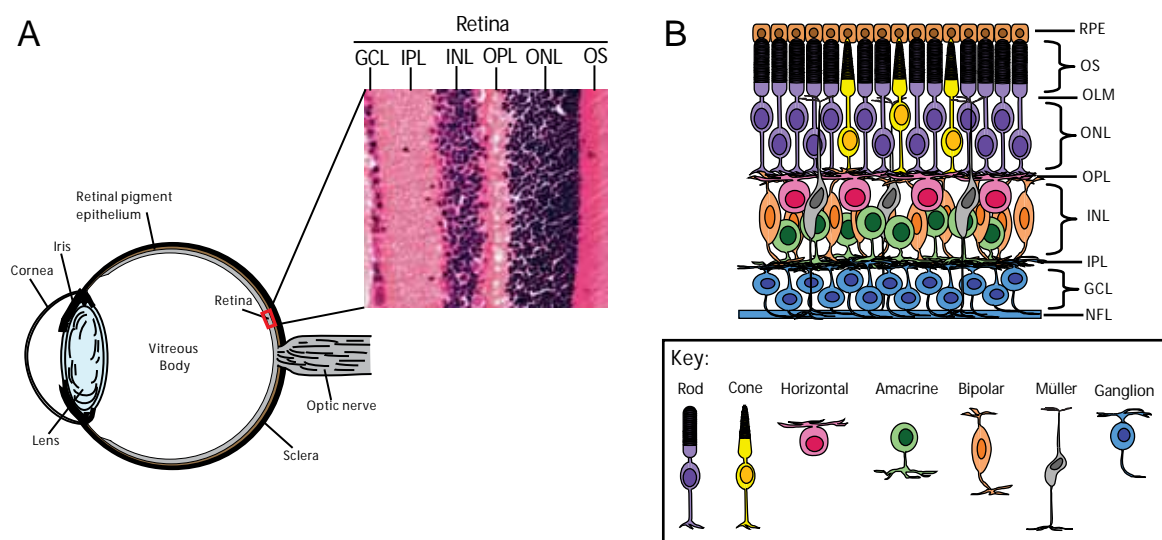 A
Retina
GCL IPL INL OPL ONL OS
Retinal pigment
epithelium
Iris
Cornea
Retina
Vitreous
Body
Lens
Optic nerve
Sclera
B
RPE
OS
OLM
ONL
OPL
INL
IPL
GCL
NFL
Key:
Rod Cone Horizontal Amacrine Bipolar Müller Ganglion